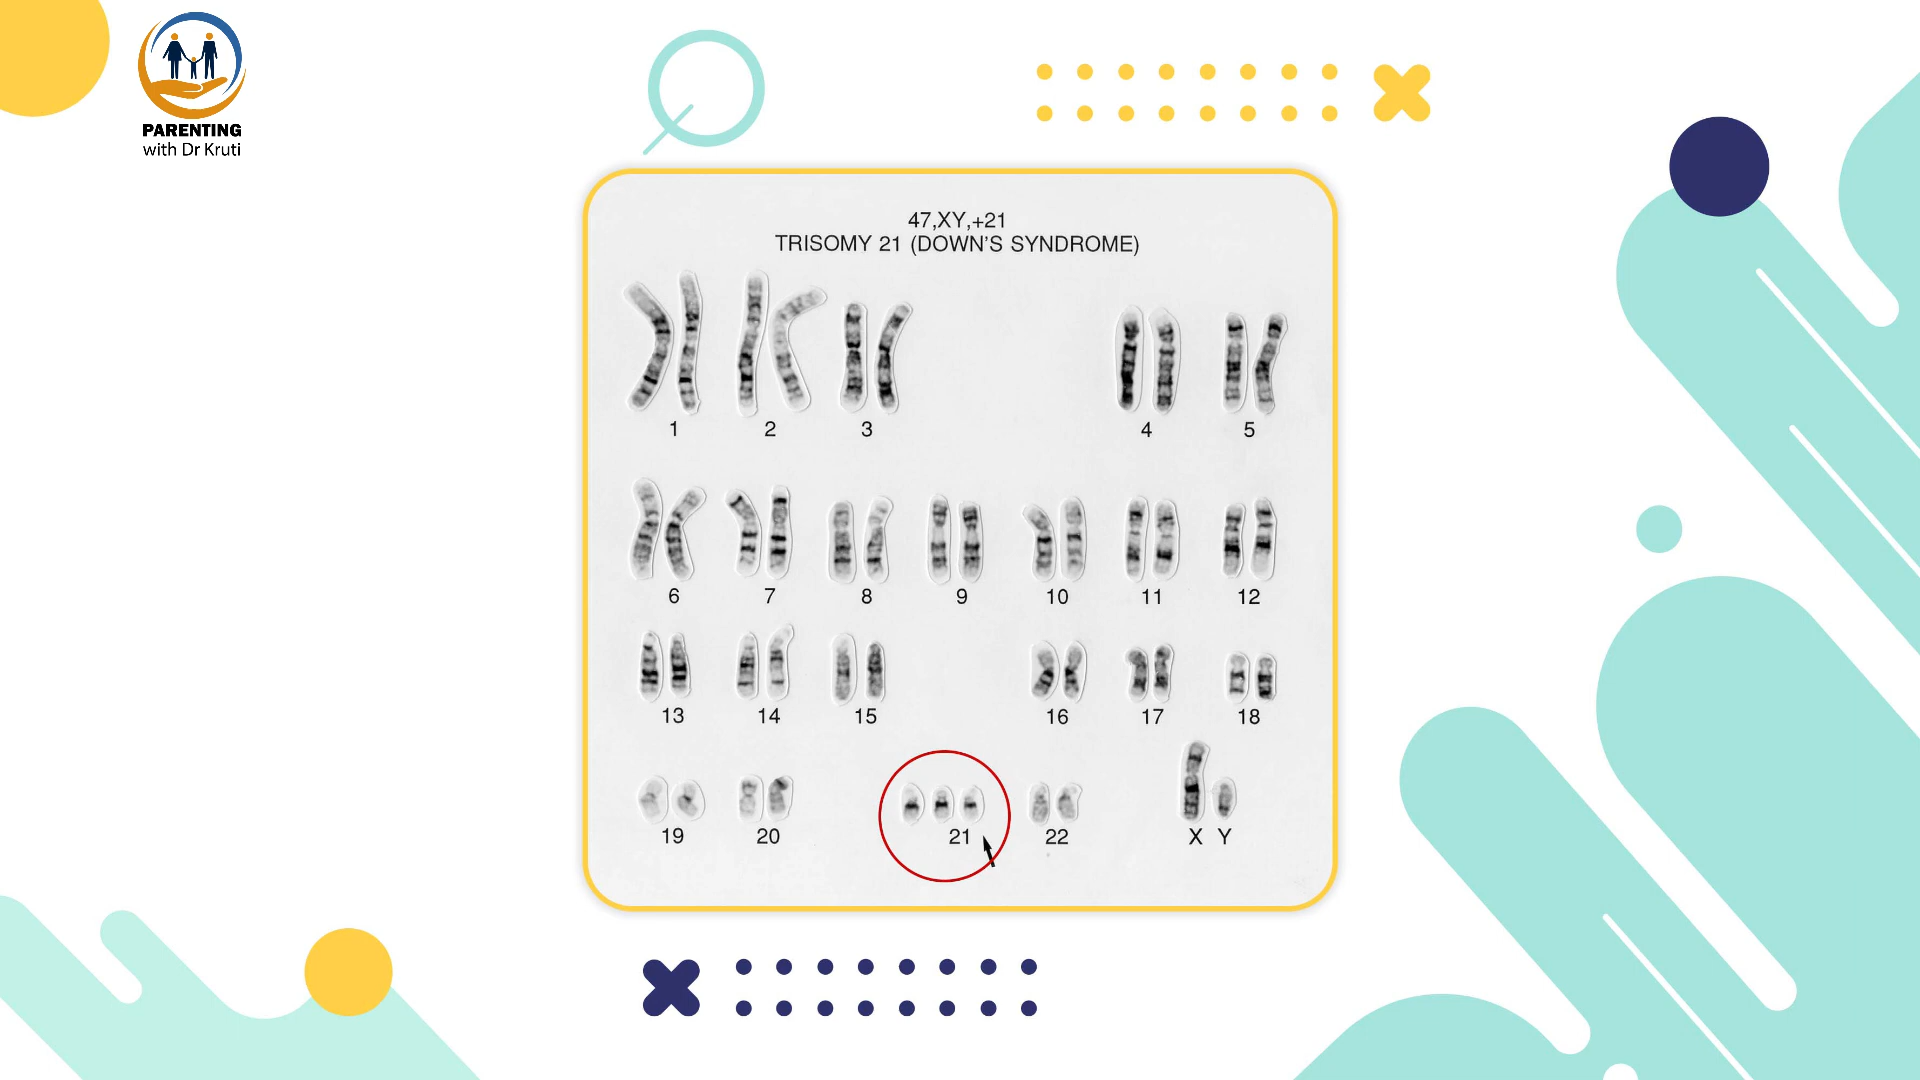 PARENTING
with Dr Kruti
47,XY,+21
TRISOMY 21 (DOWN'S SYNDROME)
1 2 3 4 5
6 7 8 9 10 11 12
13 14 15 16 17 18
19 20 21 22 X Y